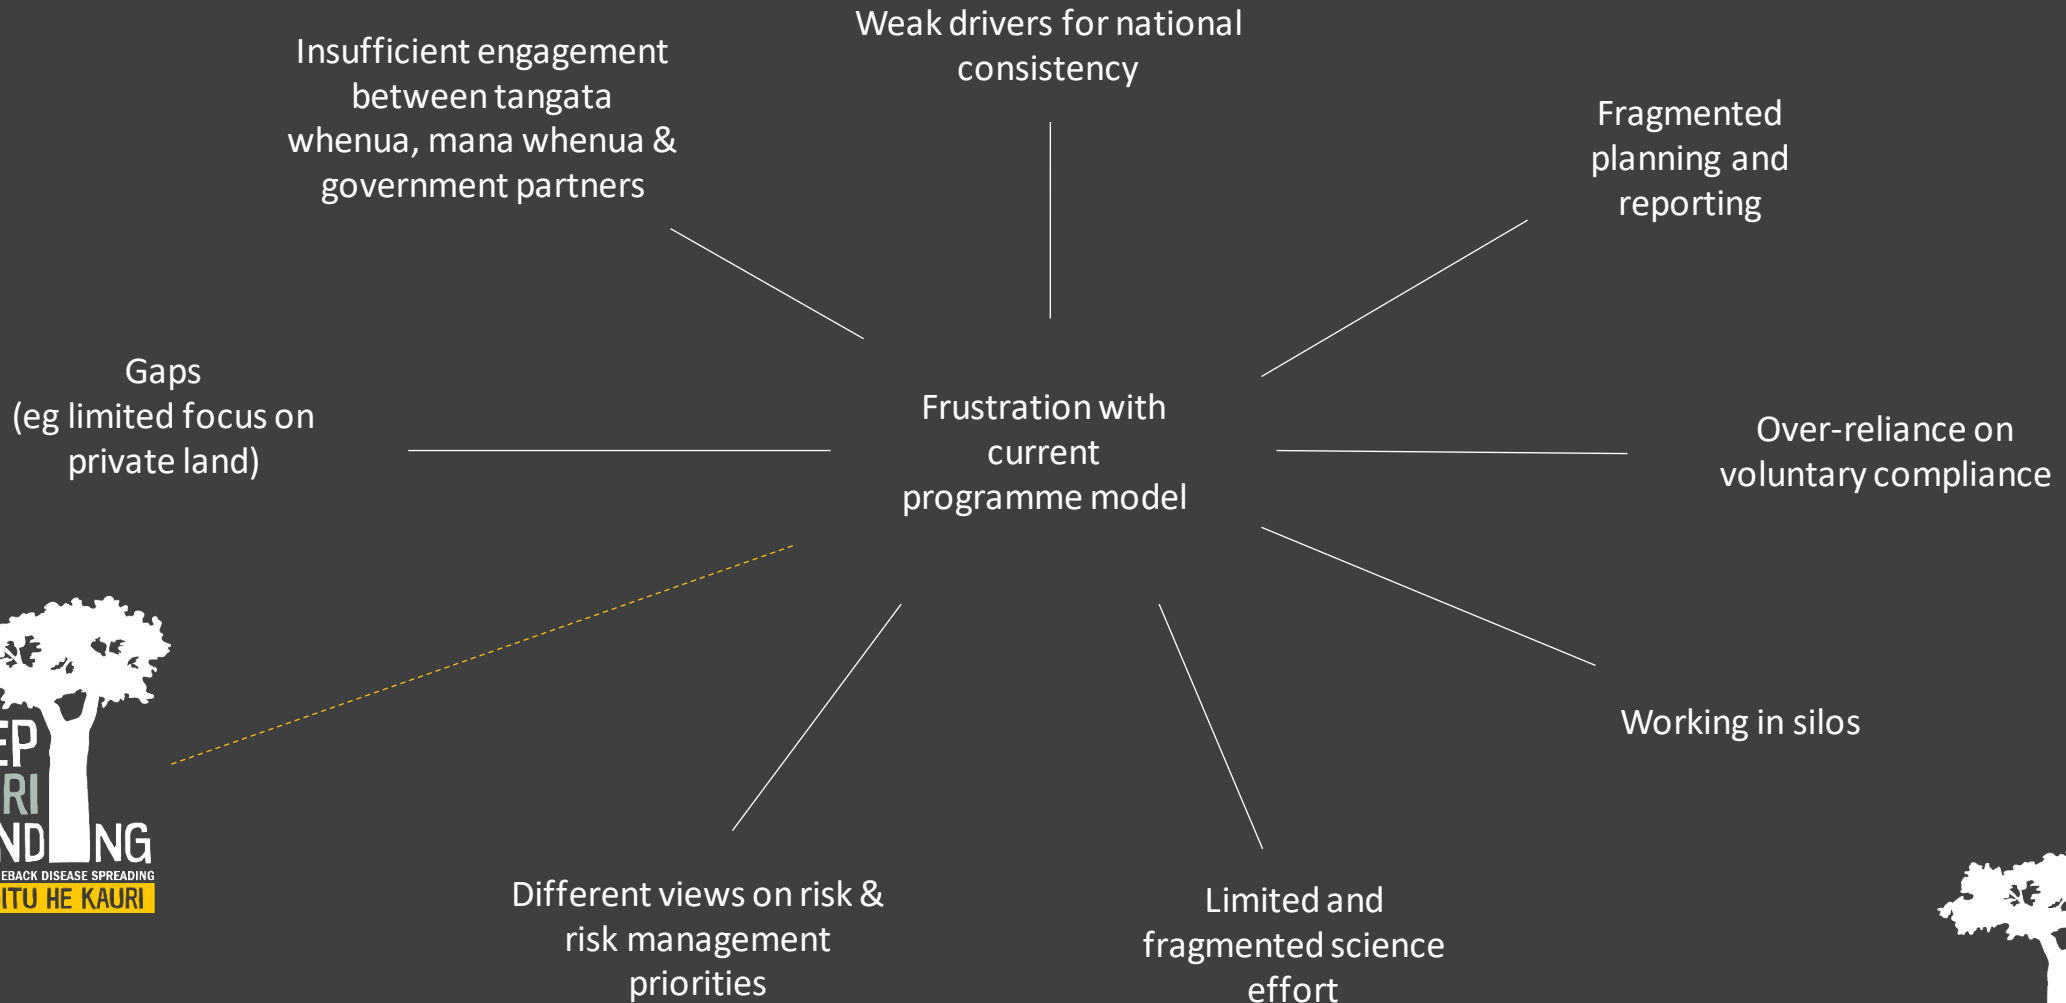 Weak drivers for national
consistency
Insufficient engagement
between tangata
whenua, mana whenua &
government partners
Fragmented
planning and
reporting
Gaps
(eg limited focus on
private land)
Frustration with
current
programme model
Over-reliance on
voluntary compliance
Working in silos
Different views on risk &
risk management
priorities
Limited and
fragmented science
effort
EP
RI
ND NG
EBACK DISEASE SPREADING
ITU HE KAURI